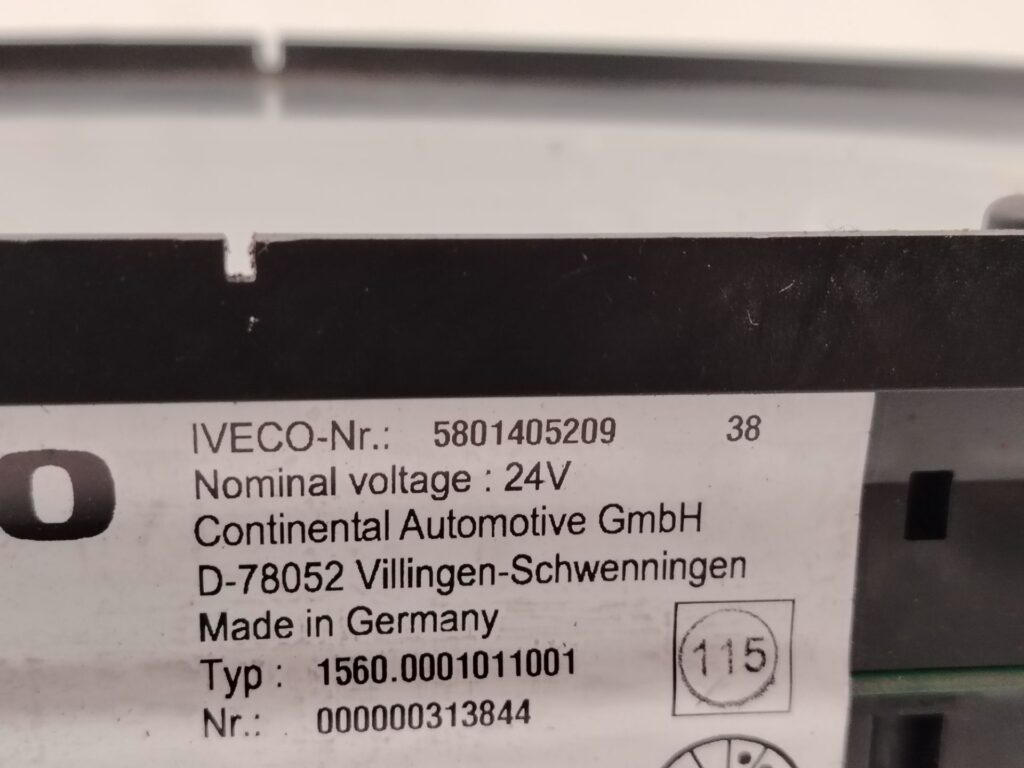 O
IVECO-Nr.: 5801405209 38
Nominal voltage : 24V
Continental Automotive GmbH
D-78052 Villingen-Schwenningen
Made in Germany
Typ : 1560.0001011001
115
Nr.: 000000313844